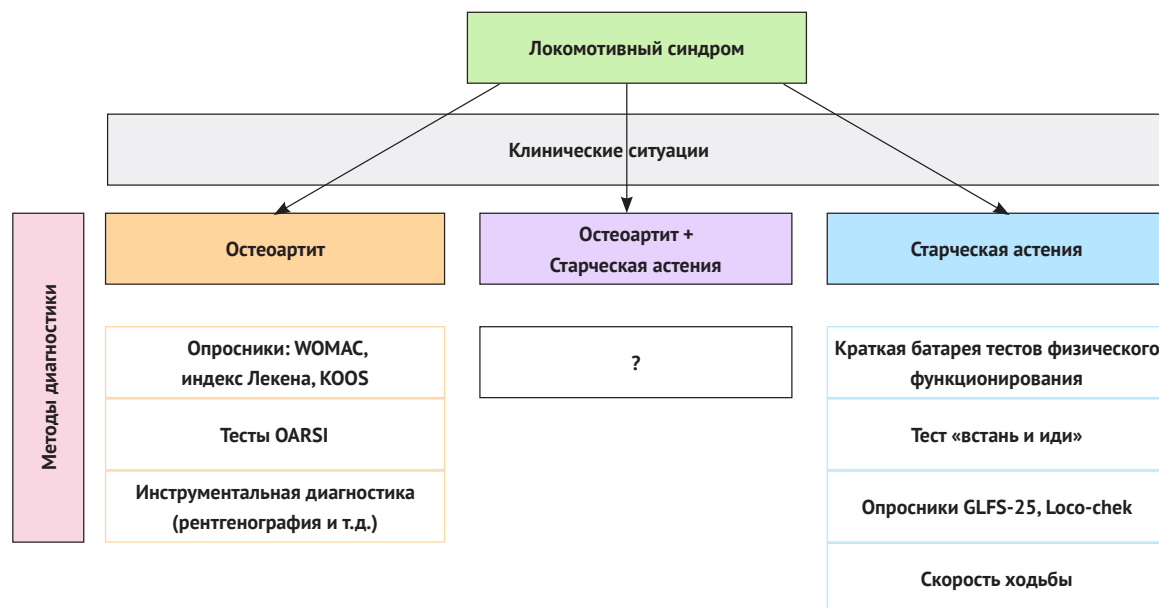 Локомотивный синдром
Клинические ситуации
Методы диагностики
Остеоартит
Остеоартит +
Старческая астения
Старческая астения
Опросники: WOMAC,
индекс Лекена, KOOS
Тесты OARSI
Инструментальная диагностика
(рентгенография и т.д.)
?
Краткая батарея тестов физического
функционирования
Тест «встань и иди»
Опросники GLFS-25, Loco-chek
Скорость ходьбы